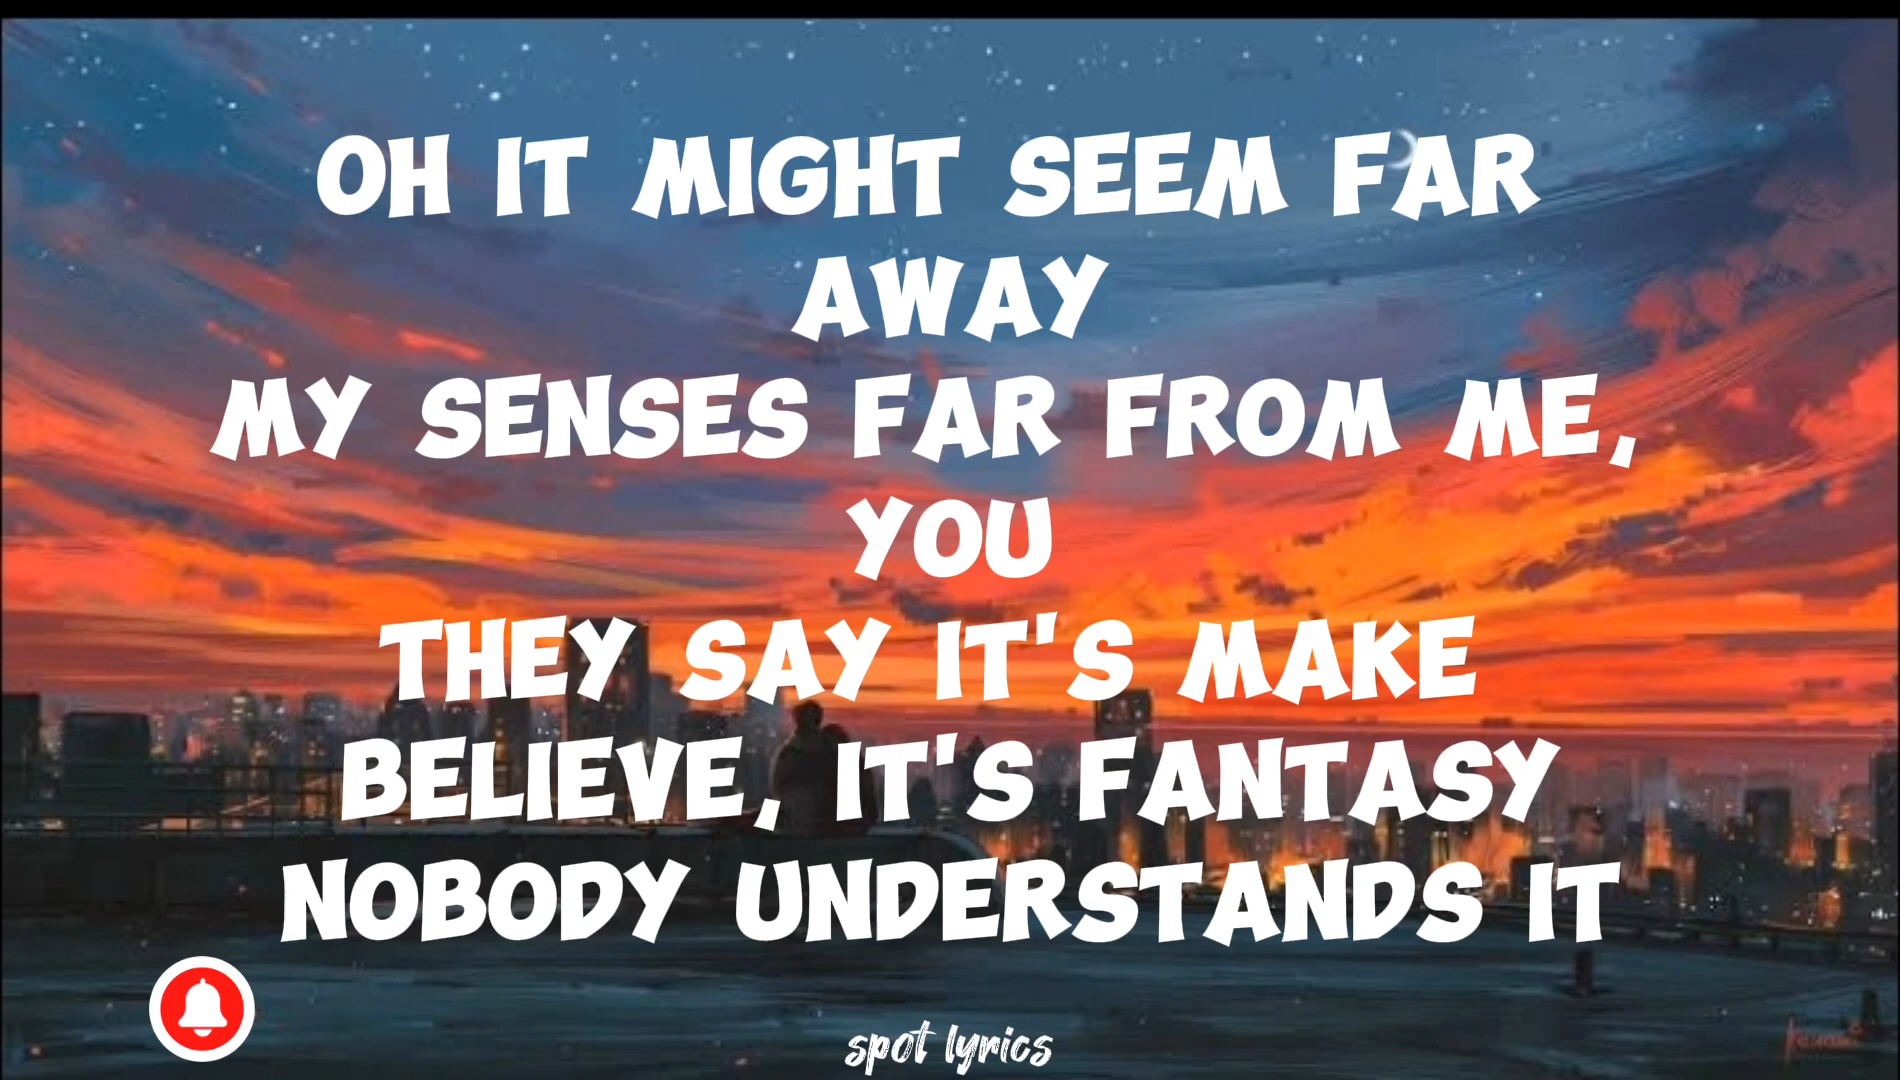 OH IT MIGHT SEEM FAR
AWAY
MY SENSES FAR FROM ME,
YOU
THEY SAY IT'S MAKE
BELIEVE, IT'S FANTASY
NOBODY UNDERSTANDS IT
spot lyrics